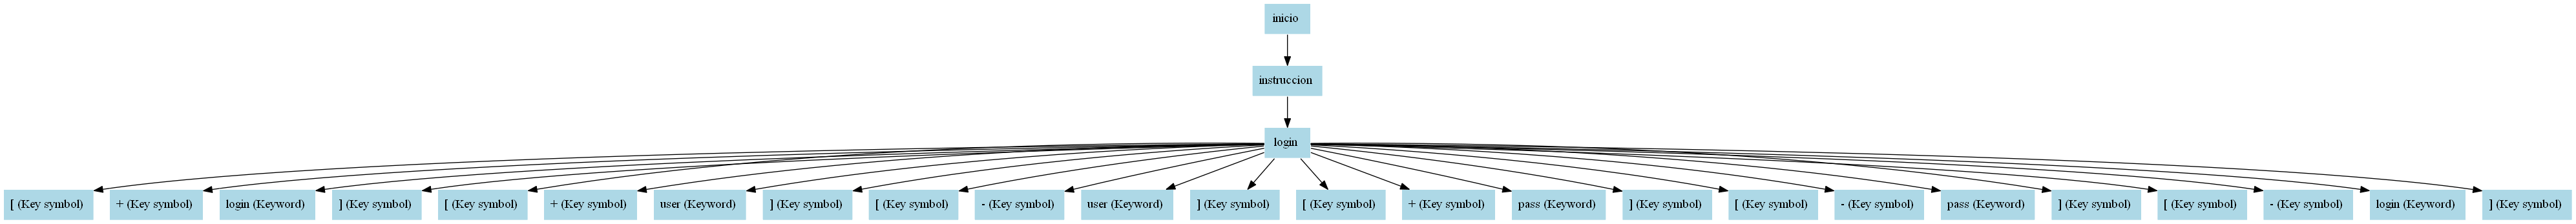 inicio
instruccion
login
[ (Key symbol) + (Key symbol) login (Keyword) ] (Key symbol) [ (Key symbol) + (Key symbol) user (Keyword) ] (Key symbol) [ (Key symbol) - (Key symbol) user (Keyword) ] (Key symbol) [ (Key symbol) + (Key symbol) pass (Keyword) ] (Key symbol) [ (Key symbol) - (Key symbol) pass (Keyword) ] (Key symbol) [ (Key symbol) - (Key symbol) login (Keyword) ] (Key symbol)